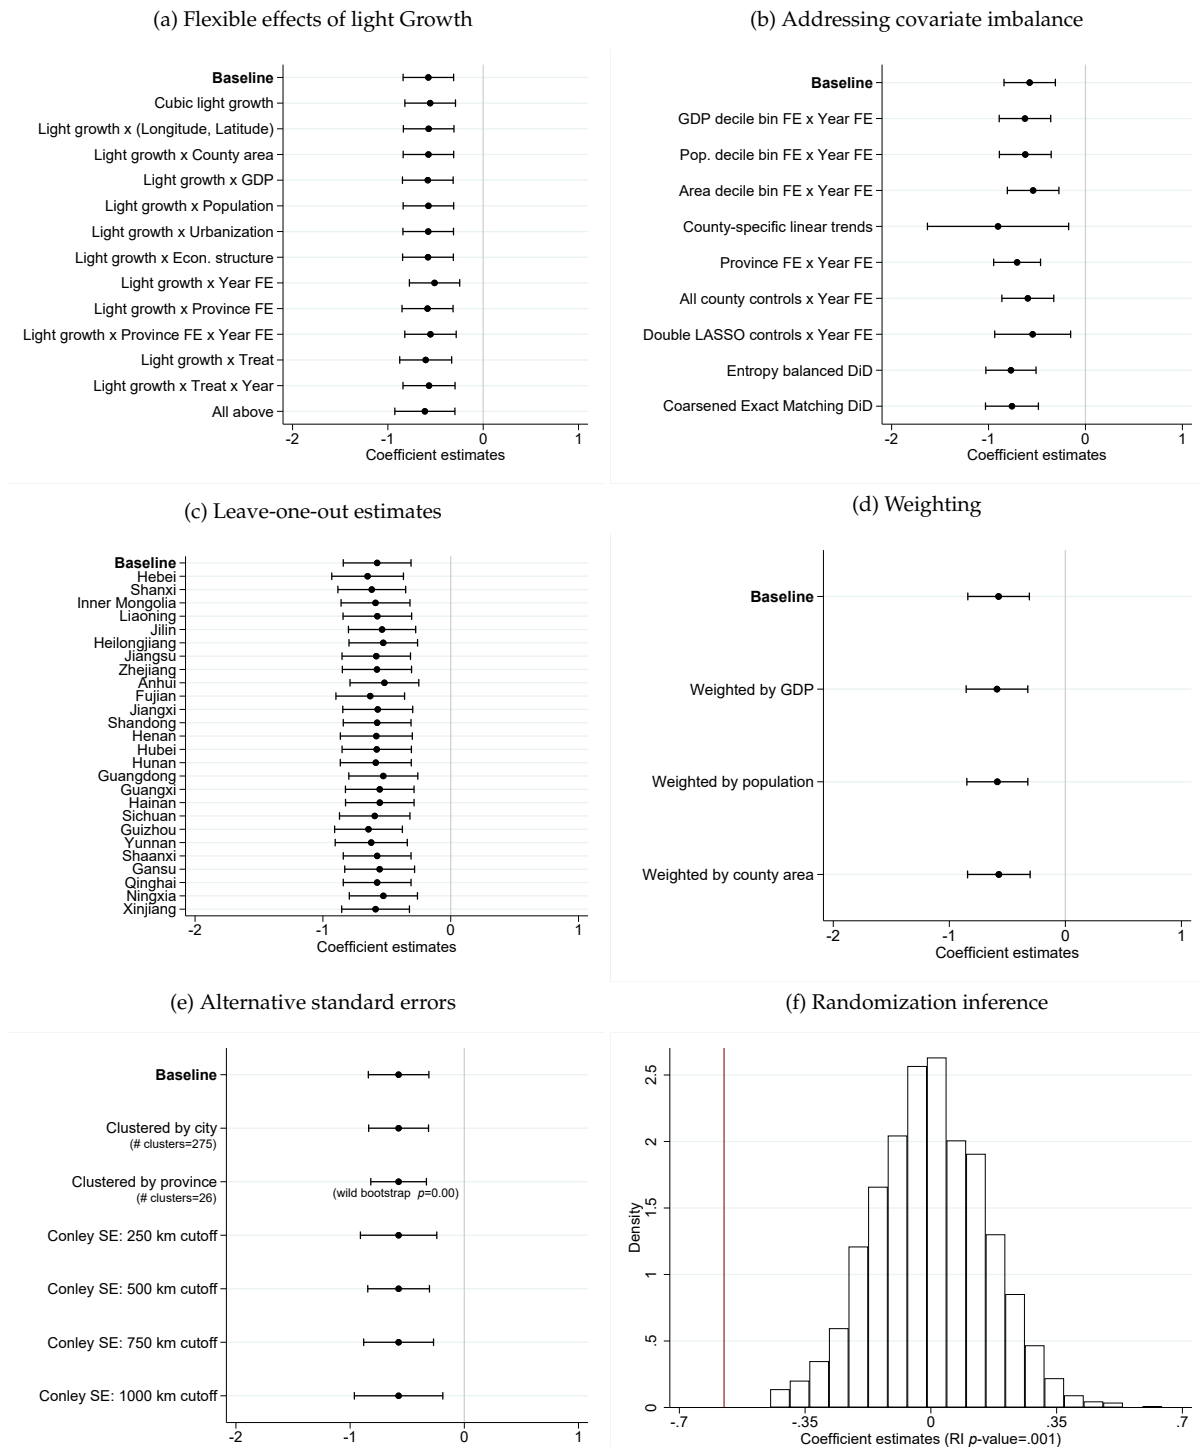 (a) Flexible effects of light Growth
Baseline
Cubic light growth
Light growth x (Longitude, Latitude)
Light growth x County area
Light growth x GDP
Light growth x Population
Light growth x Urbanization
Light growth x Econ. structure
Light growth x Year FE
Light growth x Province FE
Light growth x Province FE x Year FE
Light growth x Treat
Light growth x Treat x Year
All above
-2 -1 0 1
Coefficient estimates
(b) Addressing covariate imbalance
Baseline
GDP decile bin FE x Year FE
Pop. decile bin FE x Year FE
Area decile bin FE x Year FE
County-specific linear trends
Province FE x Year FE
All county controls x Year FE
Double LASSO controls x Year FE
Entropy balanced DiD
Coarsened Exact Matching DiD
-2 -1 0 1
Coefficient estimates
(c) Leave-one-out estimates
Baseline
Hebei
Shanxi
Inner Mongolia
Liaoning
Jilin
Heilongjiang
Jiangsu
Zhejiang
Anhui
Fujian
Jiangxi
Shandong
Henan
Hubei
Hunan
Guangdong
Guangxi
Hainan
Sichuan
Guizhou
Yunnan
Shaanxi
Gansu
Qinghai
Ningxia
Xinjiang
-2 -1 0 1
Coefficient estimates
(d) Weighting
Baseline
Weighted by GDP
Weighted by population
Weighted by county area
-2 -1 0 1
Coefficient estimates
(e) Alternative standard errors
Baseline
Clustered by city
(# clusters=275)
Clustered by province
(# clusters=26)
(wild bootstrap p=0.00)
Conley SE: 250 km cutoff
Conley SE: 500 km cutoff
Conley SE: 750 km cutoff
Conley SE: 1000 km cutoff
-2 -1 0 1
(f) Randomization inference
Density
2.5
2
1.5
1
.5
0
-.7 -.35 0 .35 .7
Coefficient estimates (RI p-value=.001)